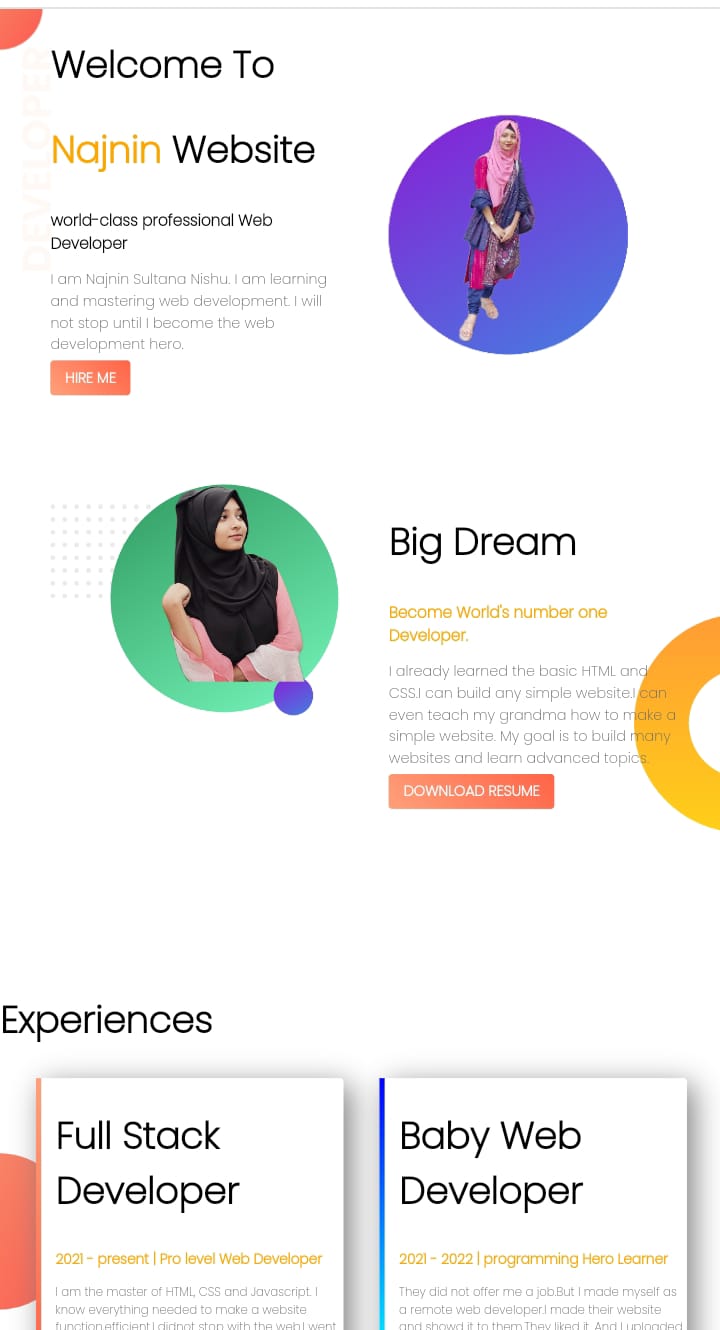 DEVELOPER
Welcome To
Najnin Website
world-class professional Web
Developer
I am Najnin Sultana Nishu. I am learning
and mastering web development. I will
not stop until I become the web
development hero.
HIRE ME
Big Dream
Become World's number one
Developer.
I already learned the basic HTML and
CSS.I can build any simple website.I can
even teach my grandma how to make a
simple website. My goal is to build many
websites and learn advanced topics.
DOWNLOAD RESUME
Experiences
Full Stack
Developer
2021 - present | Pro level Web Developer
I am the master of HTML, CSS and Javascript. I
know everything needed to make a website
function,efficient.I didnot stop with the web.I went
Baby Web
Developer
2021 - 2022 | programming Hero Learner
They did not offer me a job.But I made myself as
a remote web developer.I made their website
and showd it to them.They liked it. And I uploaded